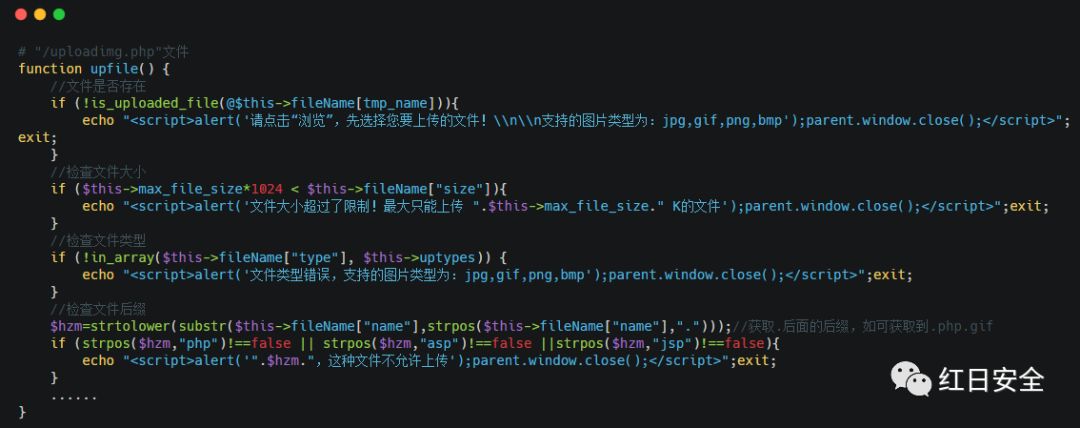 # "/uploadimg.php"文件
function upfile() {
//文件是否存在
if (!is_uploaded_file(@$this->fileName[tmp_name])){
echo "<script>alert('请点击“浏览”，先选择您要上传的文件！\\n\\n支持的图片类型为：jpg,gif,png,bmp');parent.window.close();</script>";
exit;
}
//检查文件大小
if ($this->max_file_size*1024 < $this->fileName["size"]){
echo "<script>alert('文件大小超过了限制！最大只能上传 ".$this->max_file_size." K的文件');parent.window.close();</script>";exit;
}
//检查文件类型
if (!in_array($this->fileName["type"], $this->uptypes)) {
echo "<script>alert('文件类型错误，支持的图片类型为：jpg,gif,png,bmp');parent.window.close();</script>";exit;
}
//检查文件后缀
$hzm=strtolower(substr($this->fileName["name"],strpos($this->fileName["name"],".")));//获取.后面的后缀，如可获取到.php.gif
if (strpos($hzm,"php")!==false || strpos($hzm,"asp")!==false ||strpos($hzm,"jsp")!==false){
echo "<script>alert('".$hzm."，这种文件不允许上传');parent.window.close();</script>";exit;
}
......
}
红日安全